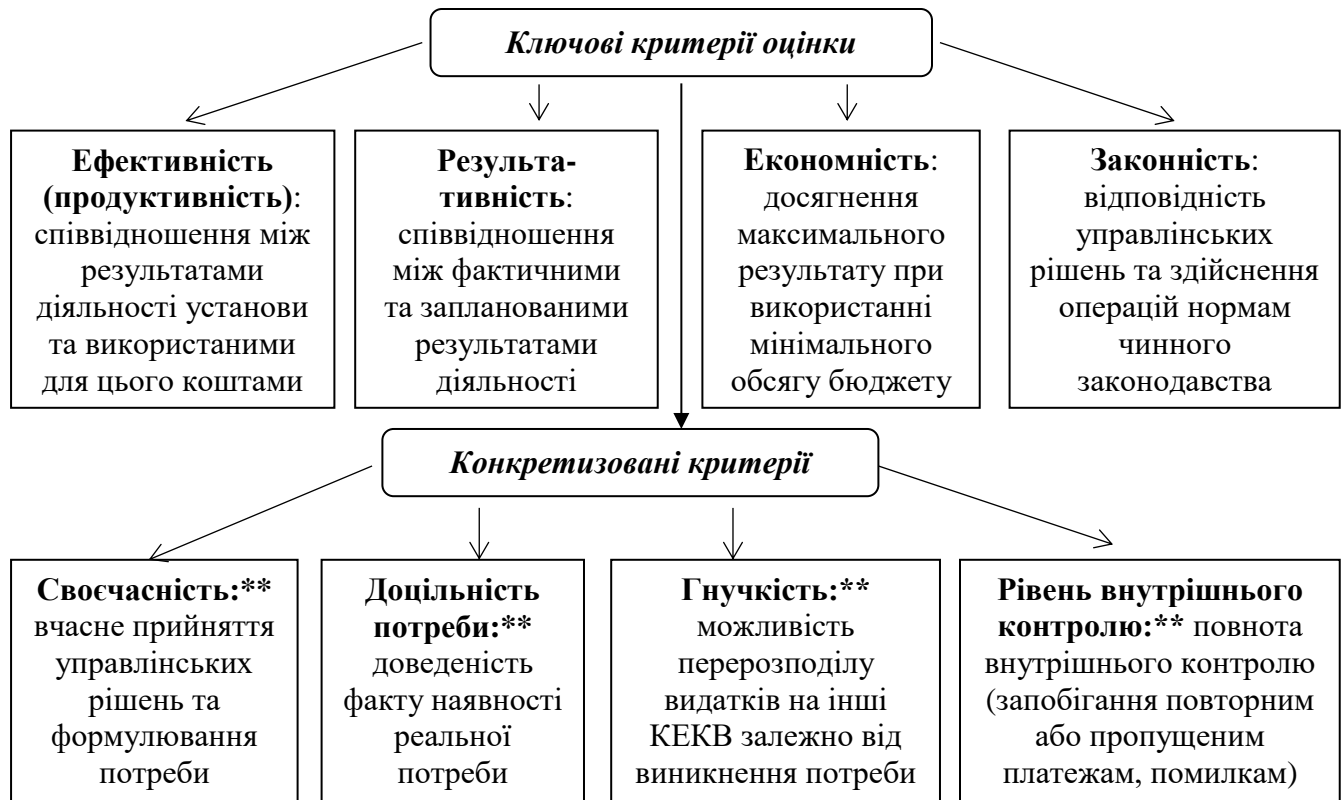 Ключові критерії оцінки
Ефективність
(продуктивність):
співвідношення між
результатами
діяльності установи
та використаними
для цього коштами
Результа-
тивність:
співвідношення
між фактичними
та запланованими
результатами
діяльності
Економність:
досягнення
максимального
результату при
використанні
мінімального
обсягу бюджету
Законність:
відповідність
управлінських
рішень та здійснення
операцій нормам
чинного
законодавства
Конкретизовані критерії
Своєчасність:**
вчасне прийняття
управлінських
рішень та
формулювання
потреби
Доцільність
потреби:**
доведеність
факту наявності
реальної
потреби
Гнучкість:**
можливість
перерозподілу
видатків на інші
КЕКВ залежно від
виникнення потреби
Рівень внутрішнього
контролю:** повнота
внутрішнього контролю
(запобігання повторним
або пропущеним
платежам, помилкам)